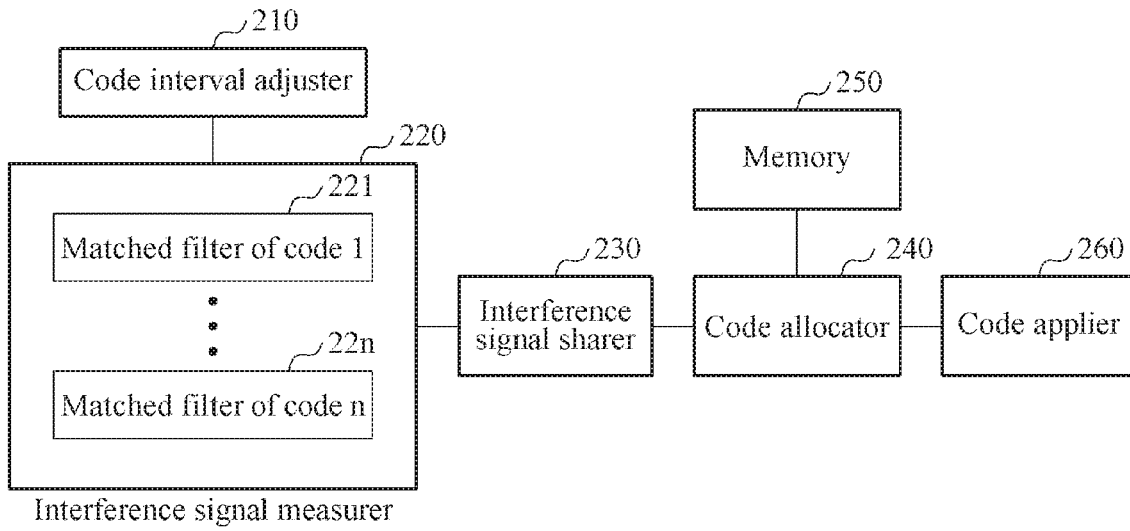 210
Code interval adjuster
220
221
Matched filter of code 1
22n
Matched filter of code n
Interference signal measurer
230
Interference
signal sharer
250
Memory
240
Code allocator
260
Code applier